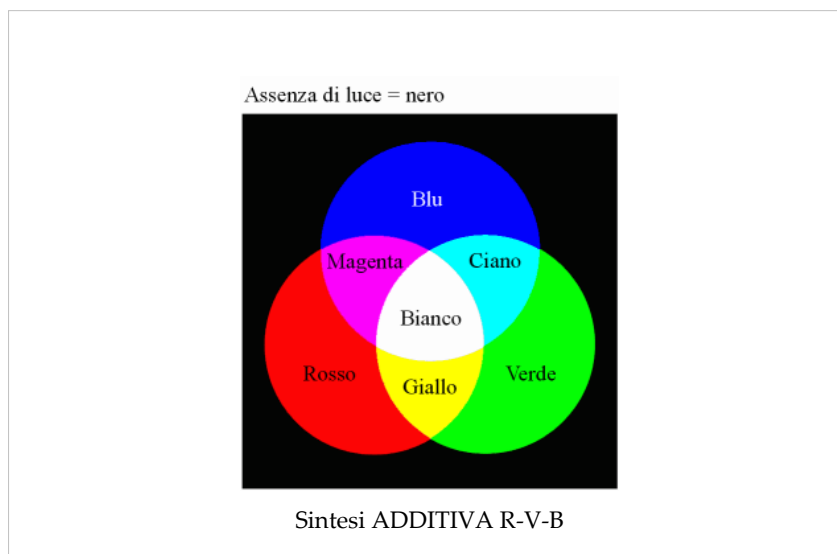 Assenza di luce = nero
Blu
Magenta
Ciano
Bianco
Rosso
Giallo
Verde
Sintesi ADDITIVA R-V-B